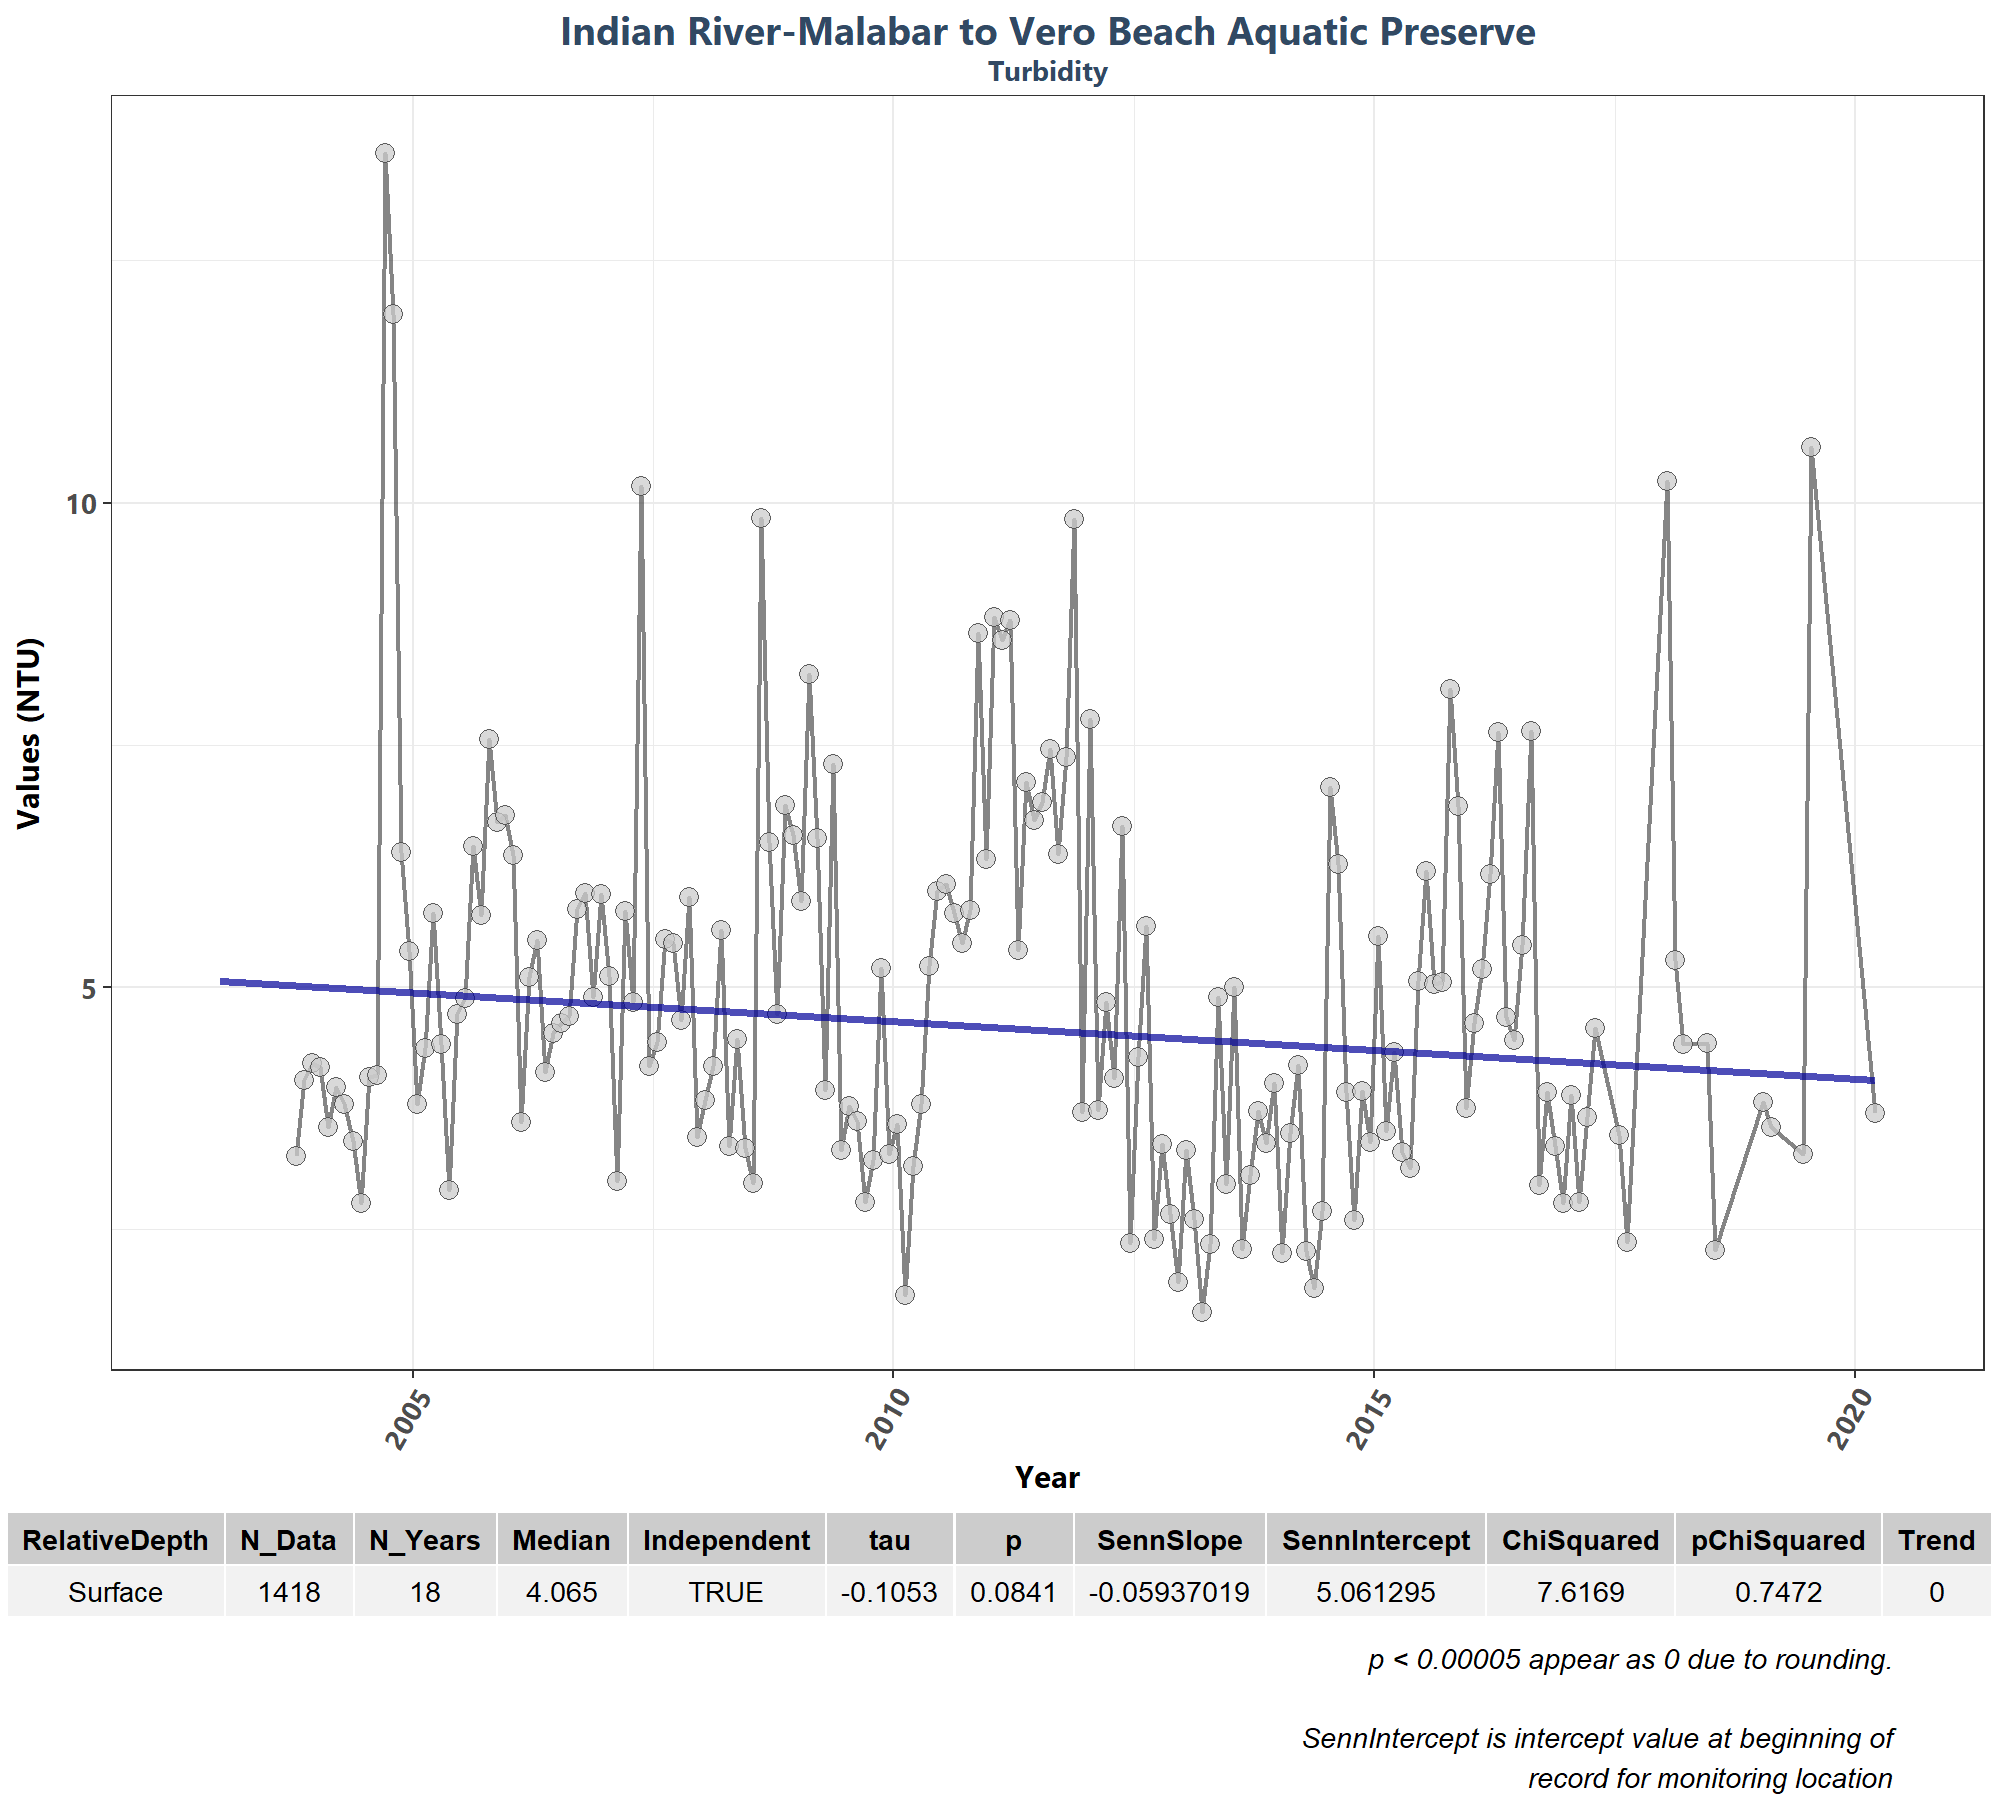 Indian River-Malabar to Vero Beach Aquatic Preserve
Turbidity
10
5
Values (NTU)
2005 2010 2015 2020
Year
RelativeDepth N_Data N_Years Median Independent tau p SennSlope SennIntercept ChiSquared pChiSquared Trend
Surface 1418 18 4.065 TRUE -0.1053 0.0841 -0.05937019 5.061295 7.6169 0.7472 0
p < 0.00005 appear as 0 due to rounding.
SennIntercept is intercept value at beginning of
record for monitoring location